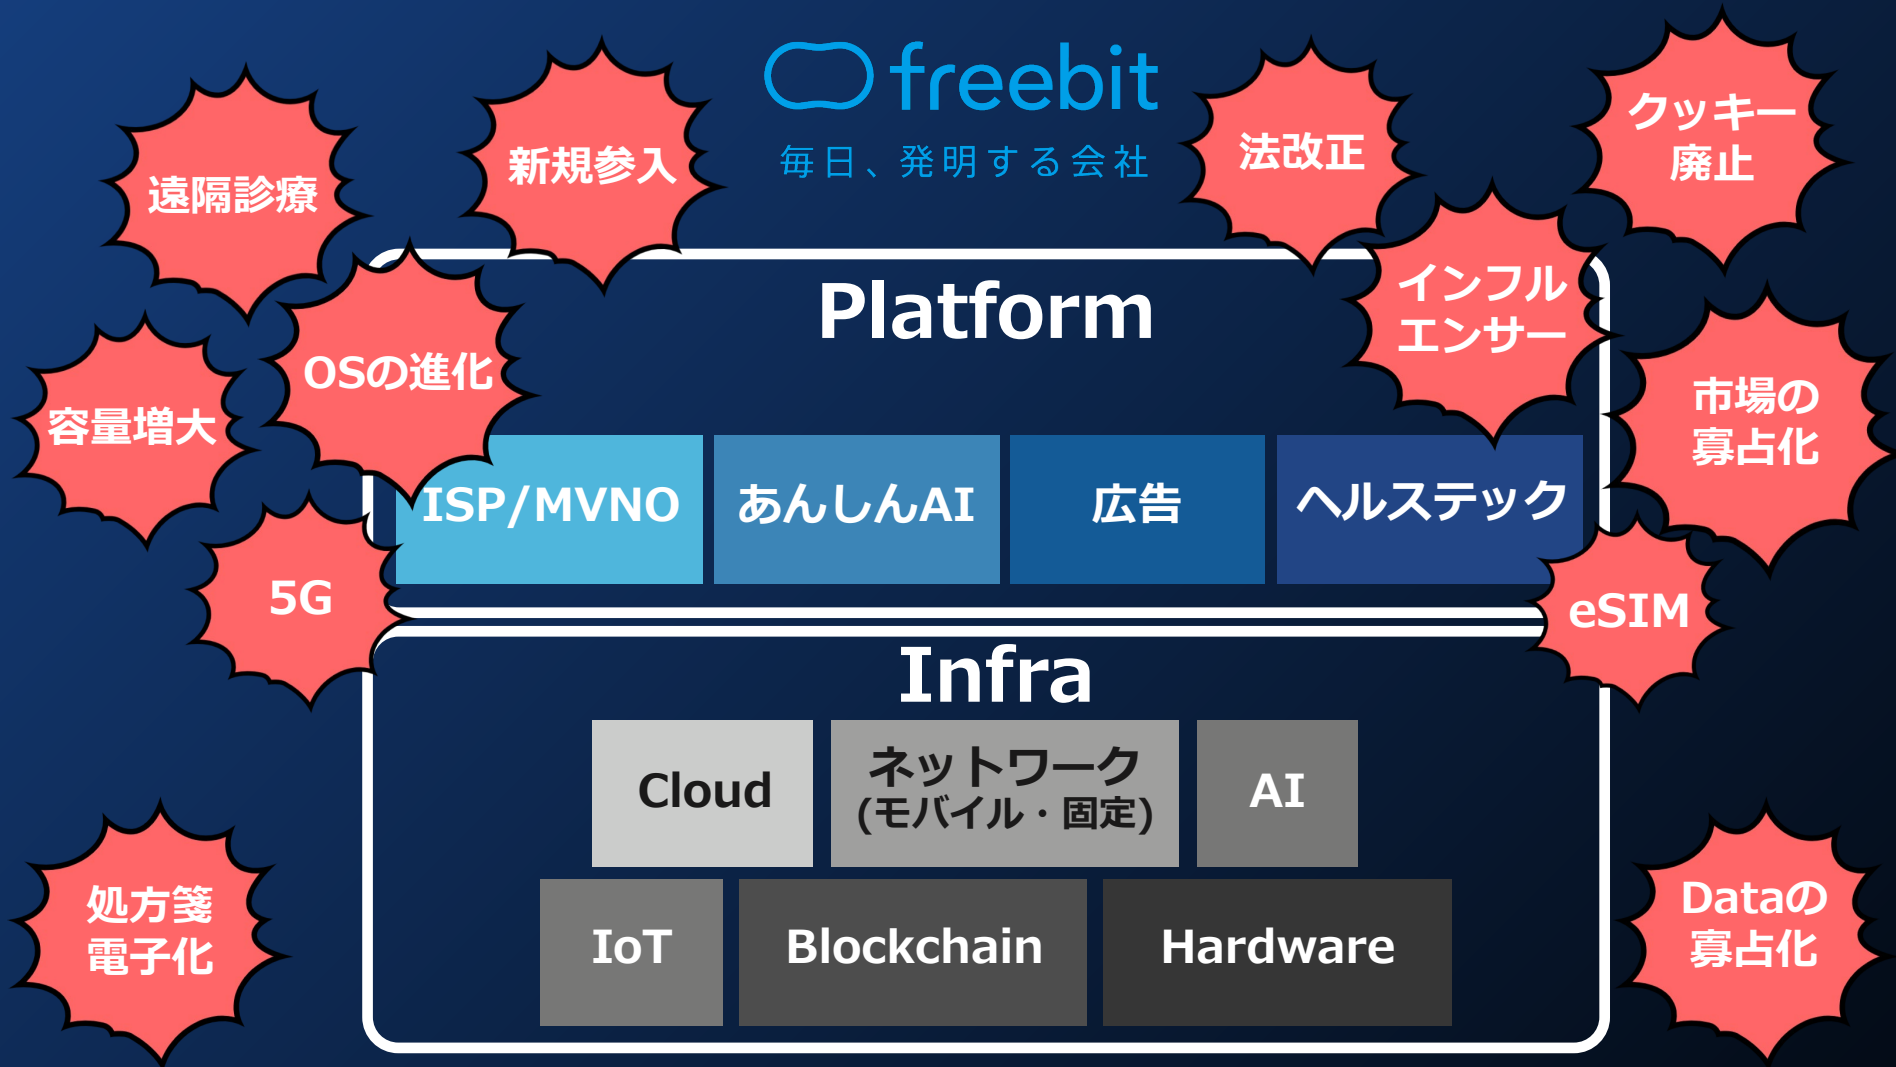 freebit
毎日、発明する会社
遠隔診療
新規参入
法改正
クッキー
廃止
インフル
エンサー
OSの進化
容量増大
市場の
寡占化
Platform
ISP/MVNO
あんしんAI
広告
ヘルステック
5G
eSIM
Infra
Cloud
ネットワーク
(モバイル・固定)
AI
IoT
Blockchain
Hardware
処方箋
電子化
Dataの
寡占化